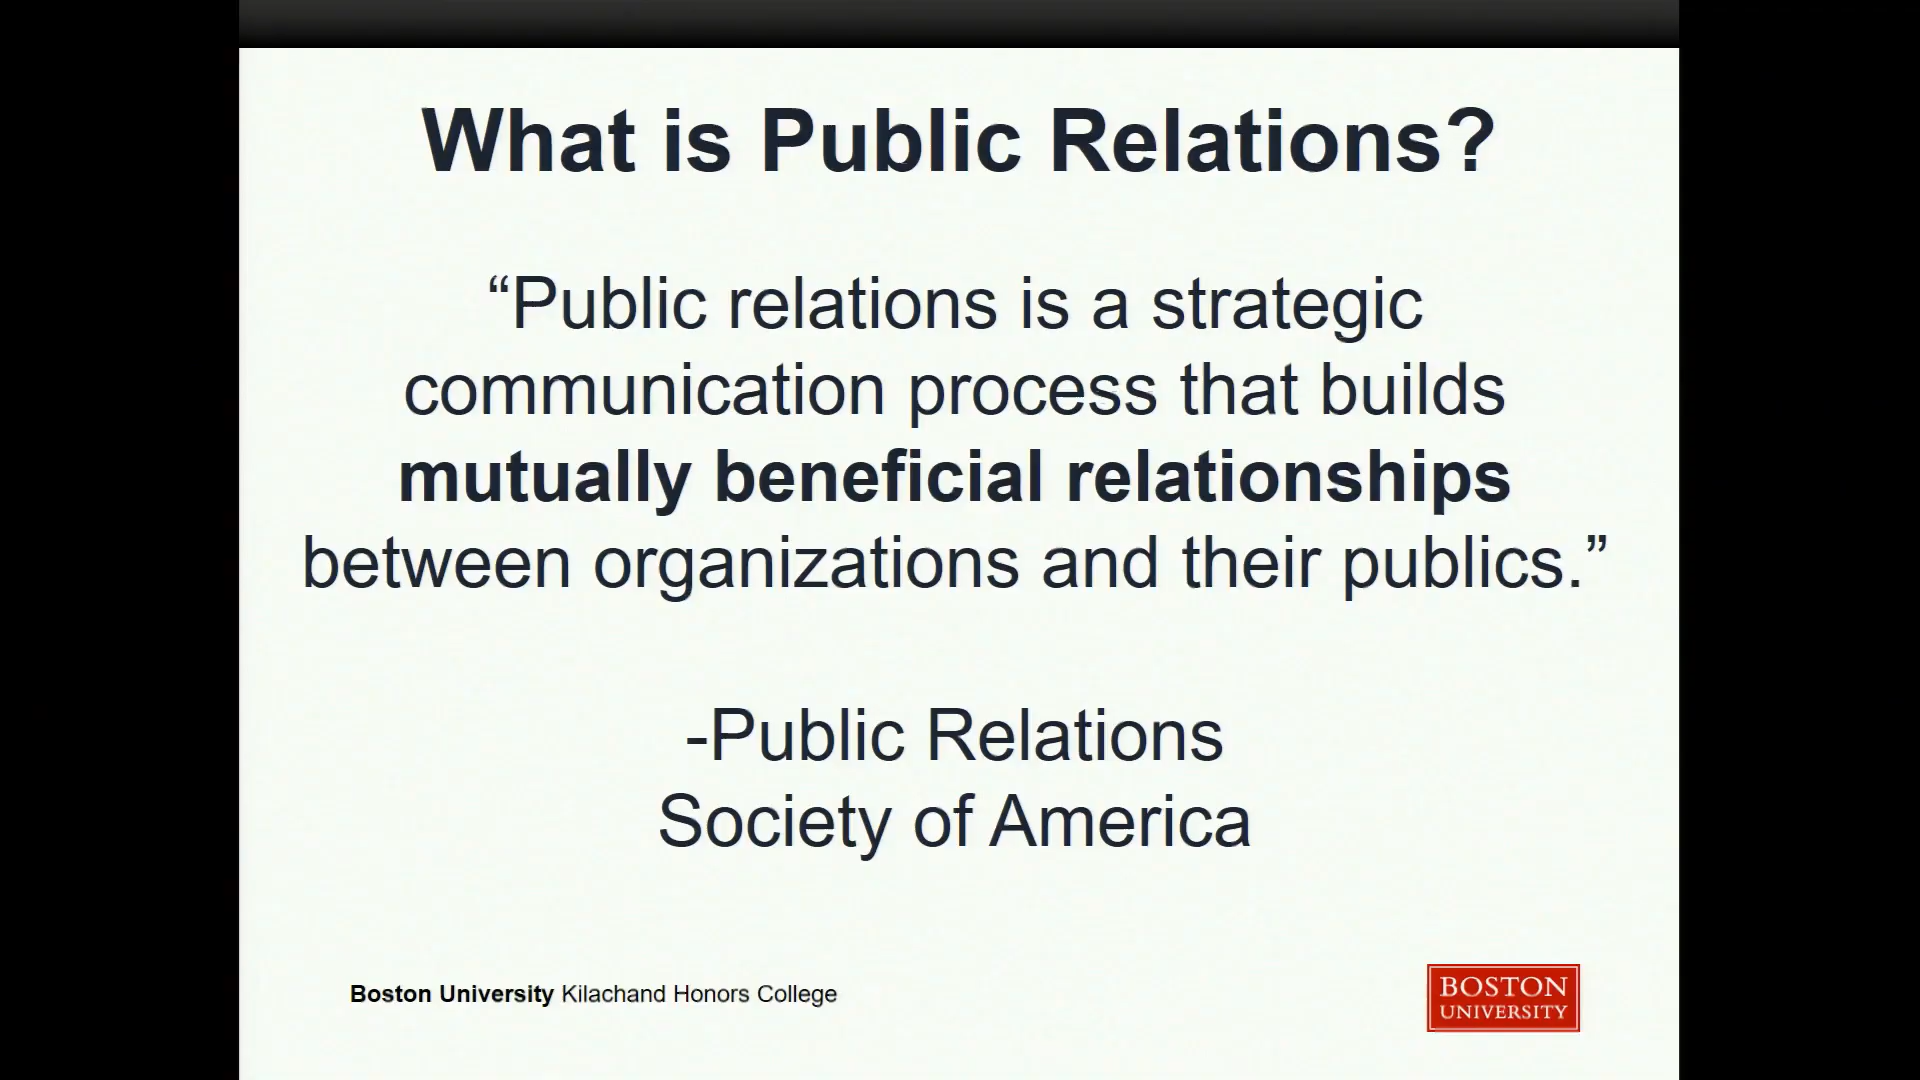 What is Public Relations?
“Public relations is a strategic
communication process that builds
mutually beneficial relationships
between organizations and their publics.”
-Public Relations
Society of America
Boston University Kilachand Honors College
BOSTON
UNIVERSITY